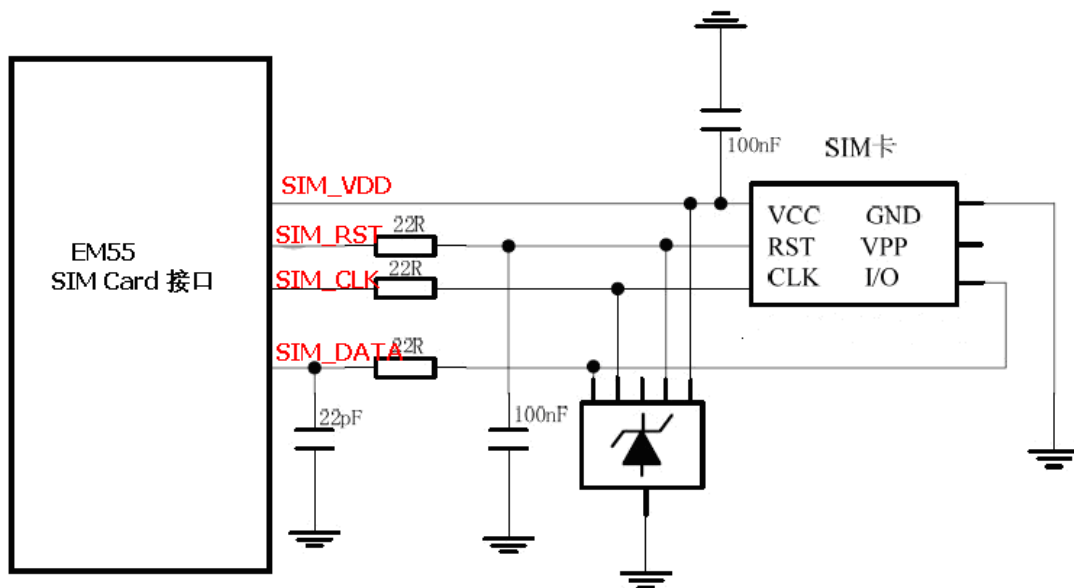 100nF
SIM卡
SIM_VDD
VCC GND
SIM_RST 22R
RST VPP
EM55
SIM Card 接口
SIM_CLK 22R
CLK I/O
SIM_DATA 22R
22pF
100nF